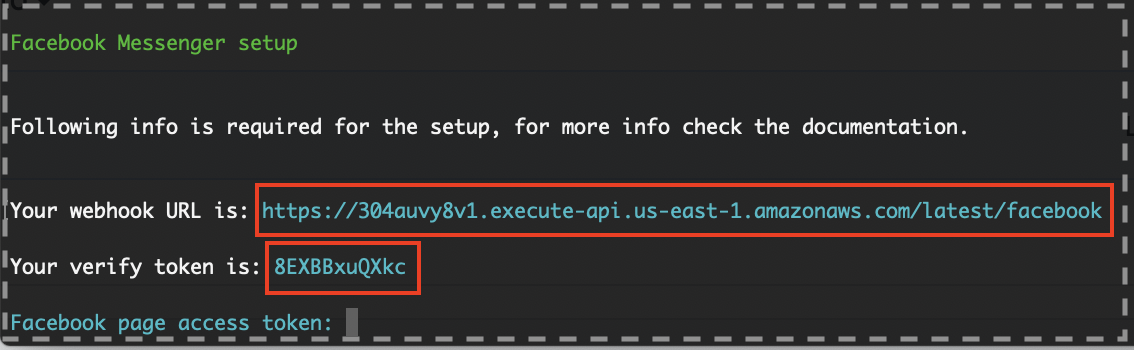 Facebook Messenger setup
Following info is required for the setup, for more info check the documentation.
Your webhook URL is: https://304auvy8v1.execute-api.us-east-1.amazonaws.com/latest/facebook
Your verify token is: 8EXBBxuQXkc
Facebook page access token: